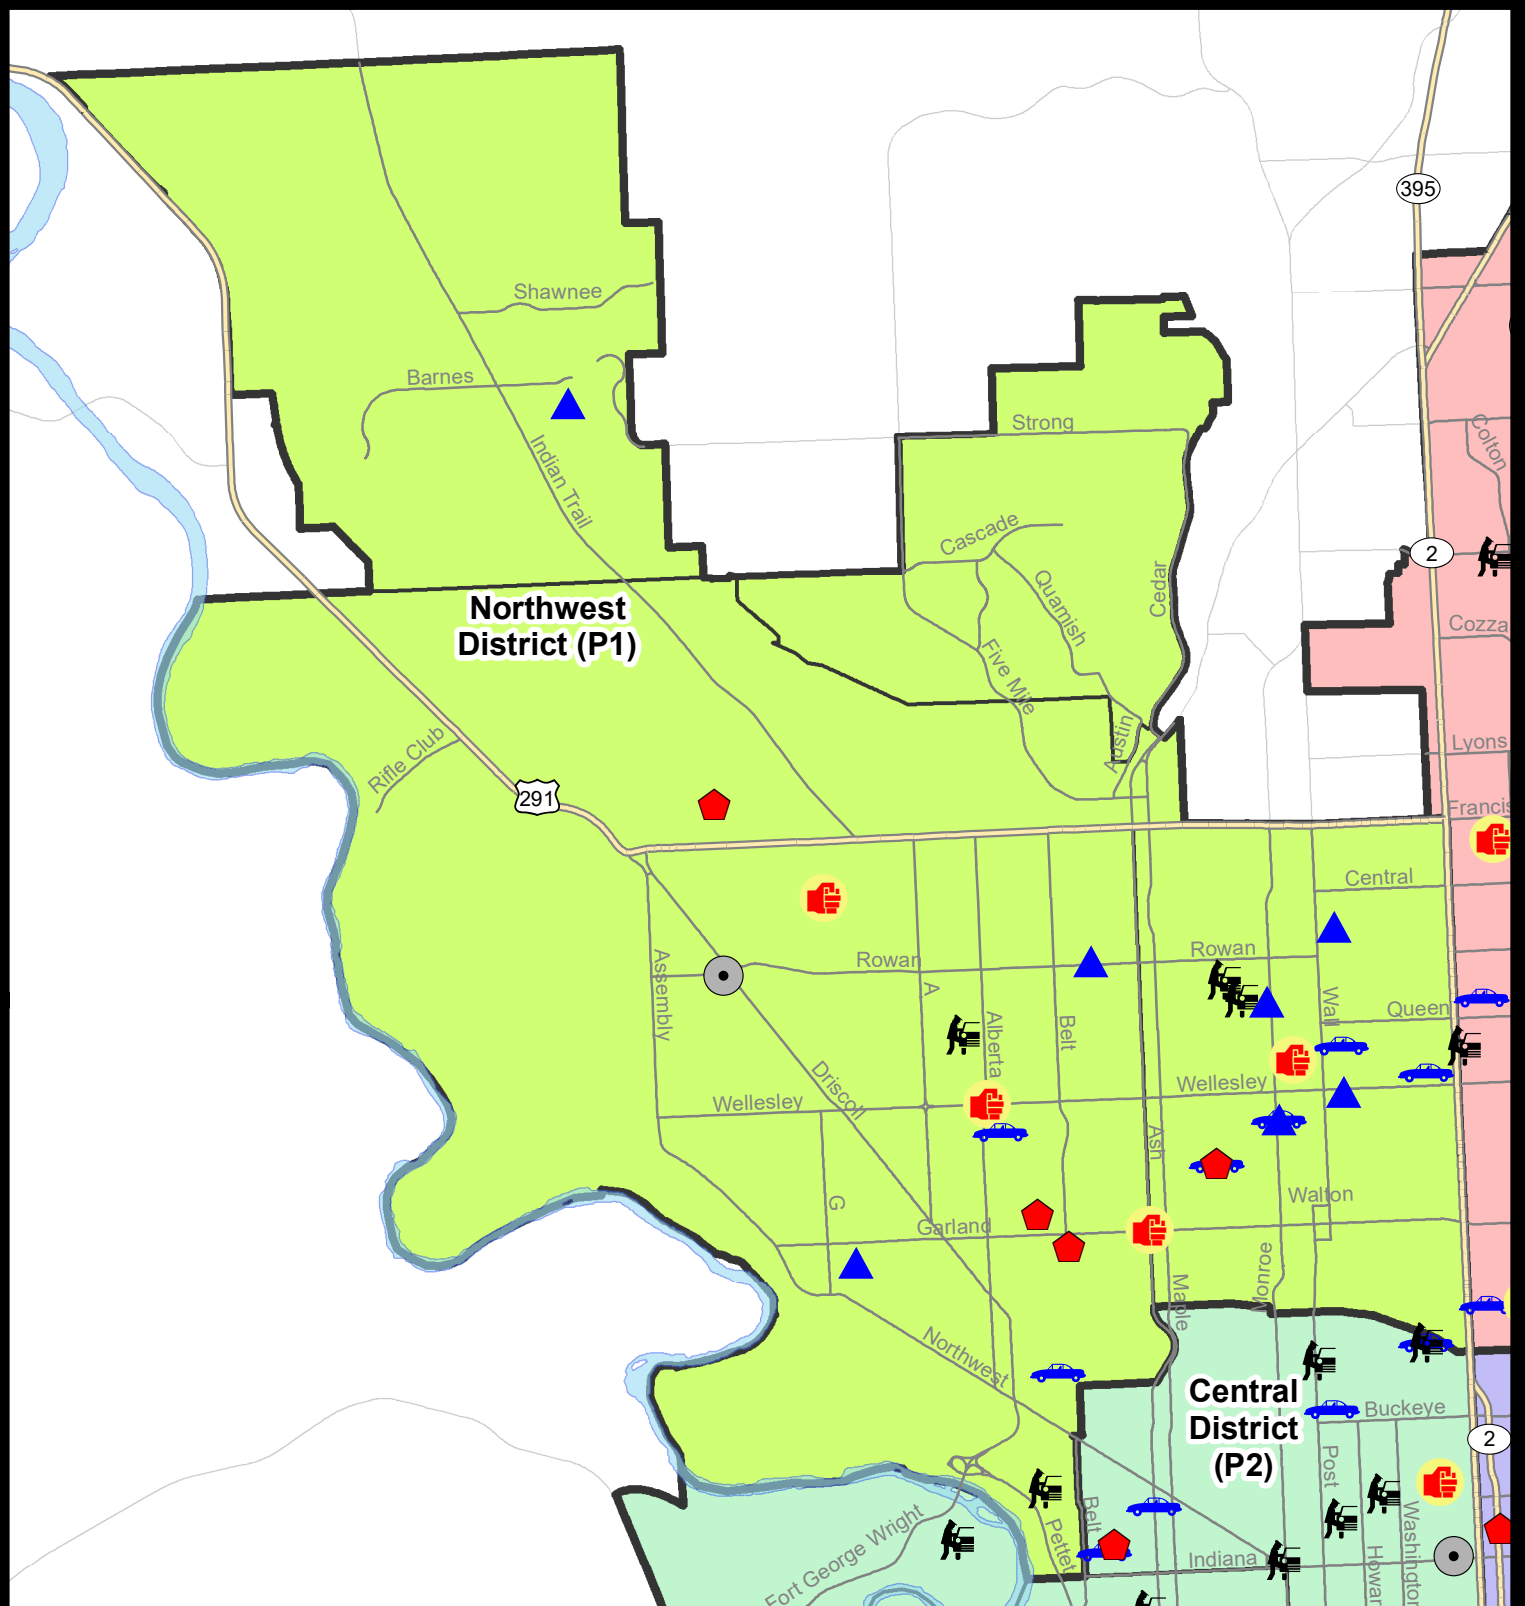 395
Shawnee
Barnes
Strong
Colton
Indian Trail
Cascade
2
Quamish
Cedar
Northwest
District (P1)
Cozza
Five Mile
Austin
Rifle Club
Lyons
291
Francis
Central
Rowan
Rowan
Assembly
A
Alberta
Belt
Wall
Queen
Driscoll
Wellesley
Wellesley
Ash
G
Garland
Walton
Monroe
Maple
Northwest
Central
District
(P2)
Buckeye
2
Post
Washington
Belt
Pettet
Fort George Wright
Indiana
Howar